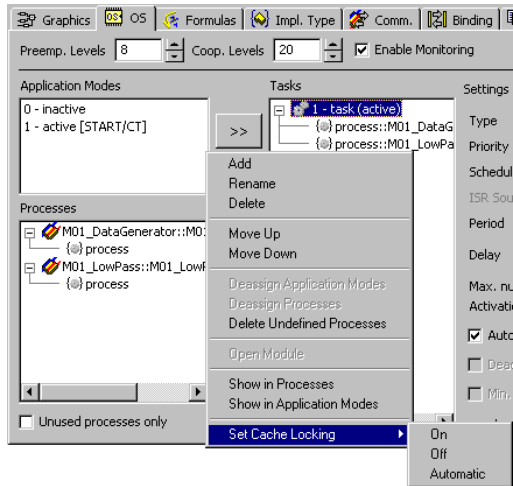 Graphics OS Formulas Impl. Type Comm. Binding
Preemp. Levels 8 Coop. Levels 20 Enable Monitoring
Application Modes
0 - inactive
1 - active [START/CT]
>>
Tasks
1 - task (active)
process::M01_DataG
process::M01_LowPa
Settings
Type
Priority
Schedul
ISR Sou
Period
Delay
Max. nu
Activati
Auto
Dead
Min.
Processes
M01_DataGenerator::M01
process
M01_LowPass::M01_LowF
process
Unused processes only
Add
Rename
Delete
Move Up
Move Down
Deassign Application Modes
Deassign Processes
Delete Undefined Processes
Open Module
Show in Processes
Show in Application Modes
Set Cache Locking
On
Off
Automatic